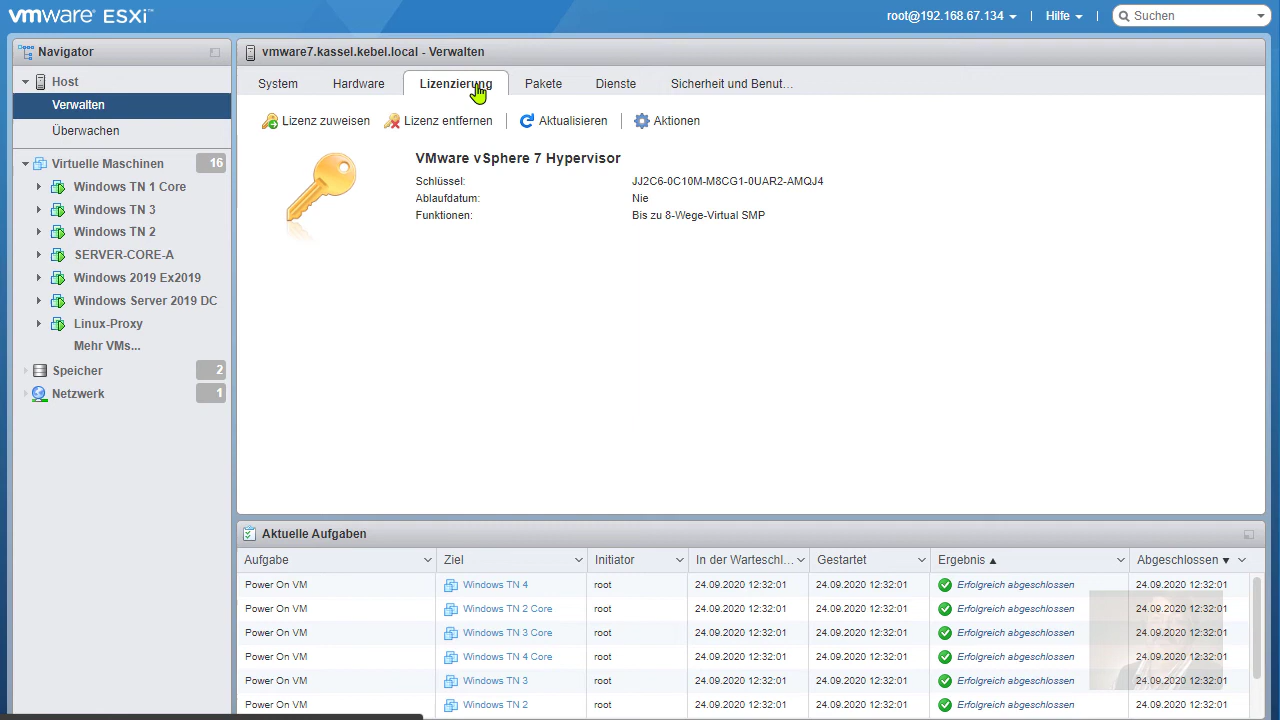 vmware ESXi™
root@192.168.67.134
Hilfe
Suchen
Navigator
Host
Verwalten
Überwachen
Virtuelle Maschinen 16
Windows TN 1 Core
Windows TN 3
Windows TN 2
SERVER-CORE-A
Windows 2019 Ex2019
Windows Server 2019 DC
Linux-Proxy
Mehr VMs...
Speicher 2
Netzwerk 1
vmware7.kassel.kebel.local - Verwalten
System Hardware Lizenzierung Pakete Dienste Sicherheit und Benut...
Lizenz zuweisen Lizenz entfernen Aktualisieren Aktionen
VMware vSphere 7 Hypervisor
Schlüssel: JJ2C6-0C10M-M8CG1-0UAR2-AMQJ4
Ablaufdatum: Nie
Funktionen: Bis zu 8-Wege-Virtual SMP
Aktuelle Aufgaben
Aufgabe Ziel Initiator In der Warteschl... Gestartet Ergebnis Abgeschlossen
Power On VM Windows TN 4 root 24.09.2020 12:32:01 24.09.2020 12:32:01 Erfolgreich abgeschlossen 24.09.2020 12:32:01
Power On VM Windows TN 2 Core root 24.09.2020 12:32:01 24.09.2020 12:32:01 Erfolgreich abgeschlossen 24.09.2020 12:32:01
Power On VM Windows TN 3 Core root 24.09.2020 12:32:01 24.09.2020 12:32:01 Erfolgreich abgeschlossen 24.09.2020 12:32:01
Power On VM Windows TN 4 Core root 24.09.2020 12:32:01 24.09.2020 12:32:01 Erfolgreich abgeschlossen 24.09.2020 12:32:01
Power On VM Windows TN 3 root 24.09.2020 12:32:01 24.09.2020 12:32:01 Erfolgreich abgeschlossen 24.09.2020 12:32:01
Power On VM Windows TN 2 root 24.09.2020 12:32:01 24.09.2020 12:32:01 Erfolgreich abgeschlossen 24.09.2020 12:32:01